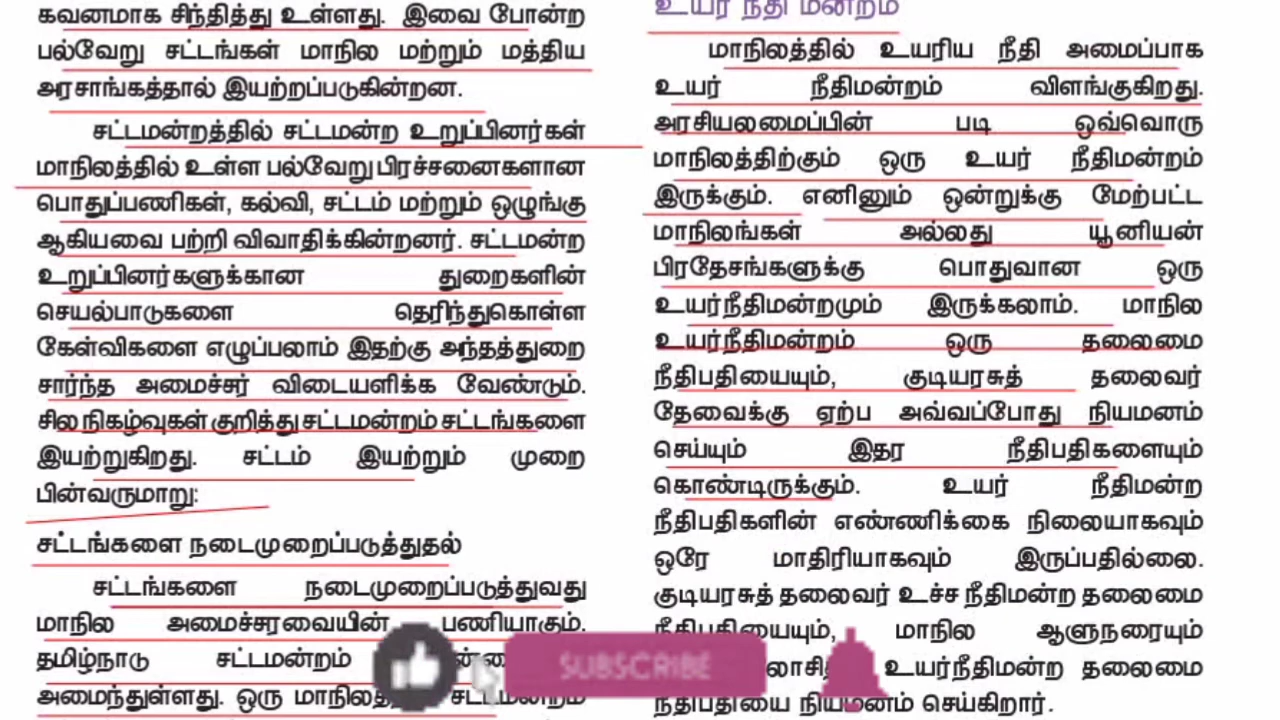 கவனமாக சிந்தித்து உள்ளது. இவை போன்ற
பல்வேறு சட்டங்கள் மாநில மற்றும் மத்திய
அரசாங்கத்தால் இயற்றப்படுகின்றன.
சட்டமன்றத்தில் சட்டமன்ற உறுப்பினர்கள்
மாநிலத்தில் உள்ள பல்வேறு பிரச்சனைகளான
பொதுப்பணிகள், கல்வி, சட்டம் மற்றும் ஒழுங்கு
ஆகியவை பற்றி விவாதிக்கின்றனர். சட்டமன்ற
உறுப்பினர்களுக்கான துறைகளின்
செயல்பாடுகளை தெரிந்துகொள்ள
கேள்விகளை எழுப்பலாம் இதற்கு அந்தத்துறை
சார்ந்த அமைச்சர் விடையளிக்க வேண்டும்.
சில நிகழ்வுகள் குறித்து சட்டமன்றம் சட்டங்களை
இயற்றுகிறது. சட்டம் இயற்றும் முறை
பின்வருமாறு:
சட்டங்களை நடைமுறைப்படுத்துதல்
சட்டங்களை நடைமுறைப்படுத்துவது
மாநில அமைச்சரவையின் பணியாகும்.
தமிழ்நாடு சட்டமன்றம்
அமைந்துள்ளது. ஒரு மாநிலத்தின் சட்டமன்றம்
உயர் நீதி மன்றம்
மாநிலத்தில் உயரிய நீதி அமைப்பாக
உயர் நீதிமன்றம் விளங்குகிறது.
அரசியலமைப்பின் படி ஒவ்வொரு
மாநிலத்திற்கும் ஒரு உயர் நீதிமன்றம்
இருக்கும். எனினும் ஒன்றுக்கு மேற்பட்ட
மாநிலங்கள் அல்லது யூனியன்
பிரதேசங்களுக்கு பொதுவான ஒரு
உயர்நீதிமன்றமும் இருக்கலாம். மாநில
உயர்நீதிமன்றம் ஒரு தலைமை
நீதிபதியையும், குடியரசுத் தலைவர்
தேவைக்கு ஏற்ப அவ்வப்போது நியமனம்
செய்யும் இதர நீதிபதிகளையும்
கொண்டிருக்கும். உயர் நீதிமன்ற
நீதிபதிகளின் எண்ணிக்கை நிலையாகவும்
ஒரே மாதிரியாகவும் இருப்பதில்லை.
குடியரசுத் தலைவர் உச்ச நீதிமன்ற தலைமை
நீதிபதியையும், மாநில ஆளுநரையும்
உயர்நீதிமன்ற தலைமை
நீதிபதியை நியமனம் செய்கிறார்.
SUBSCRIBE